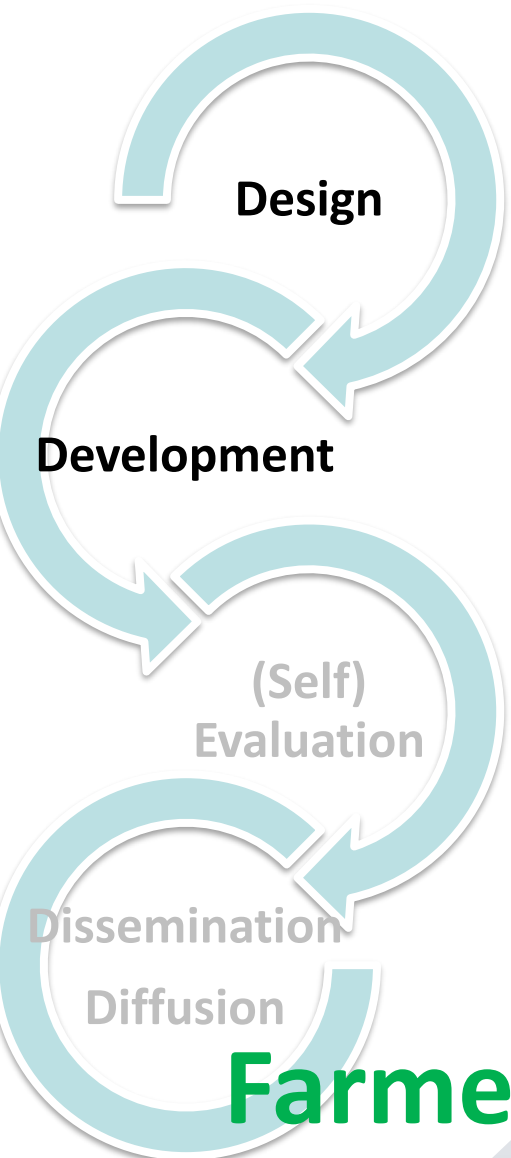 Design
Development
(Self)
Evaluation
Dissemination
Diffusion
Farme